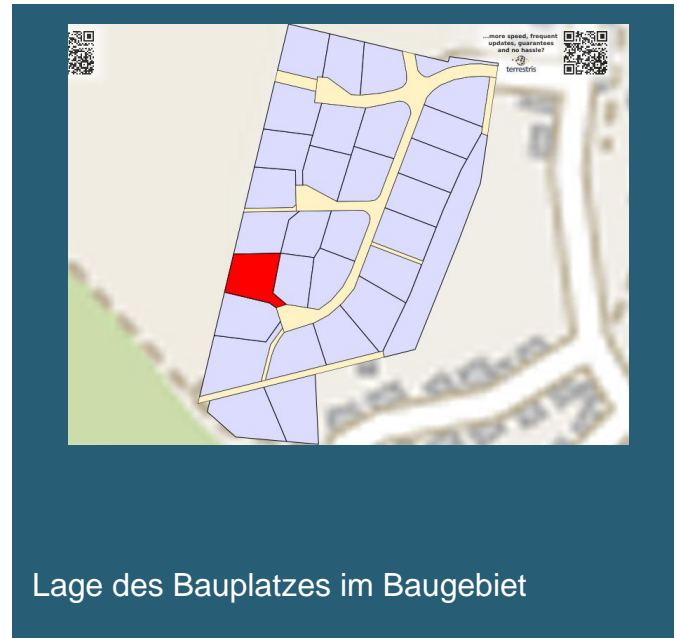 ...more speed, frequent
updates, guarantees
and no hassle?
terrestris
Lage des Bauplatzes im Baugebiet